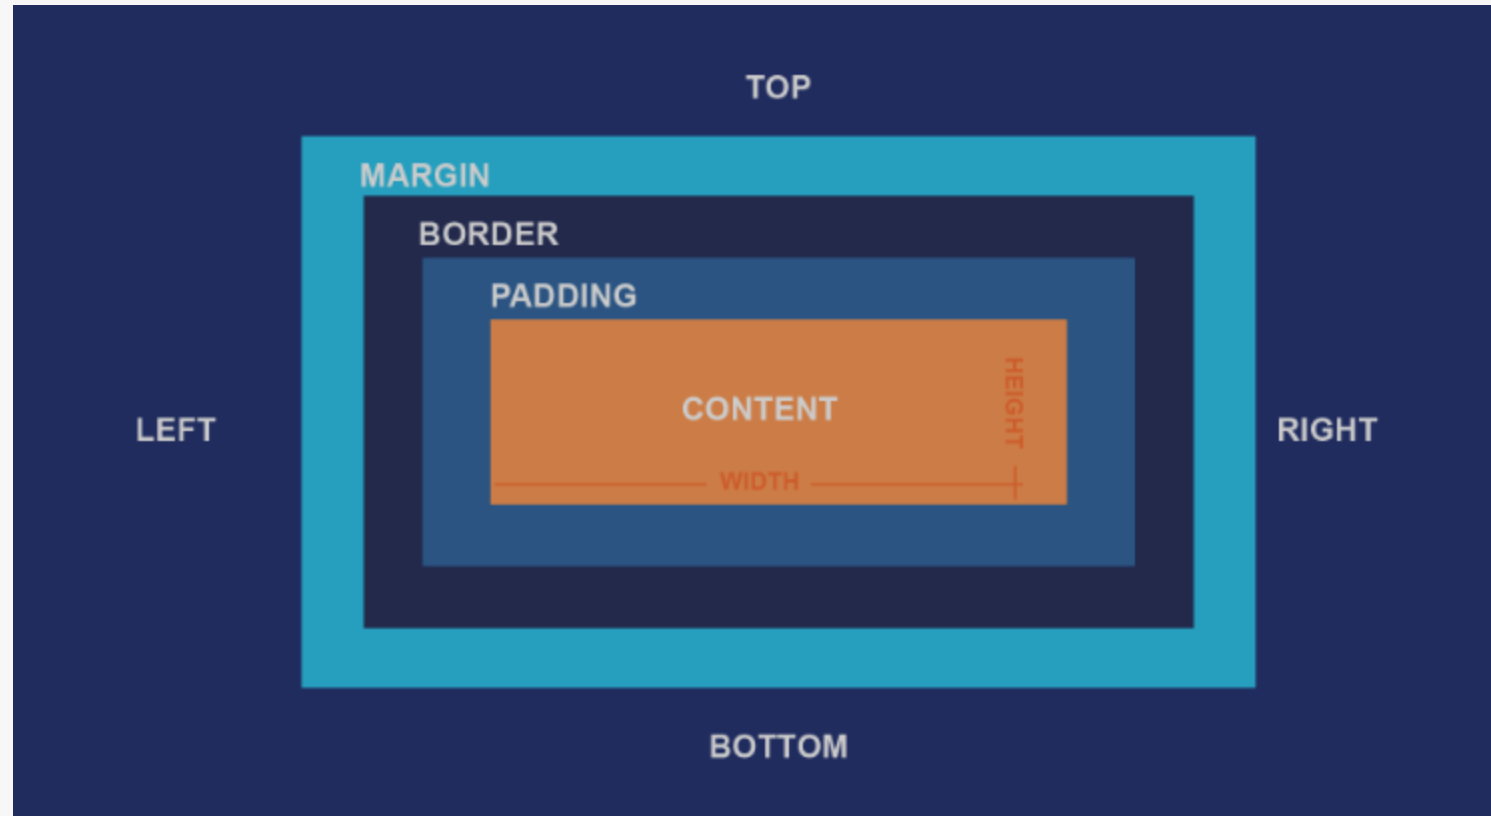 TOP
MARGIN
BORDER
PADDING
CONTENT
HEIGHT
LEFT
RIGHT
WIDTH
BOTTOM